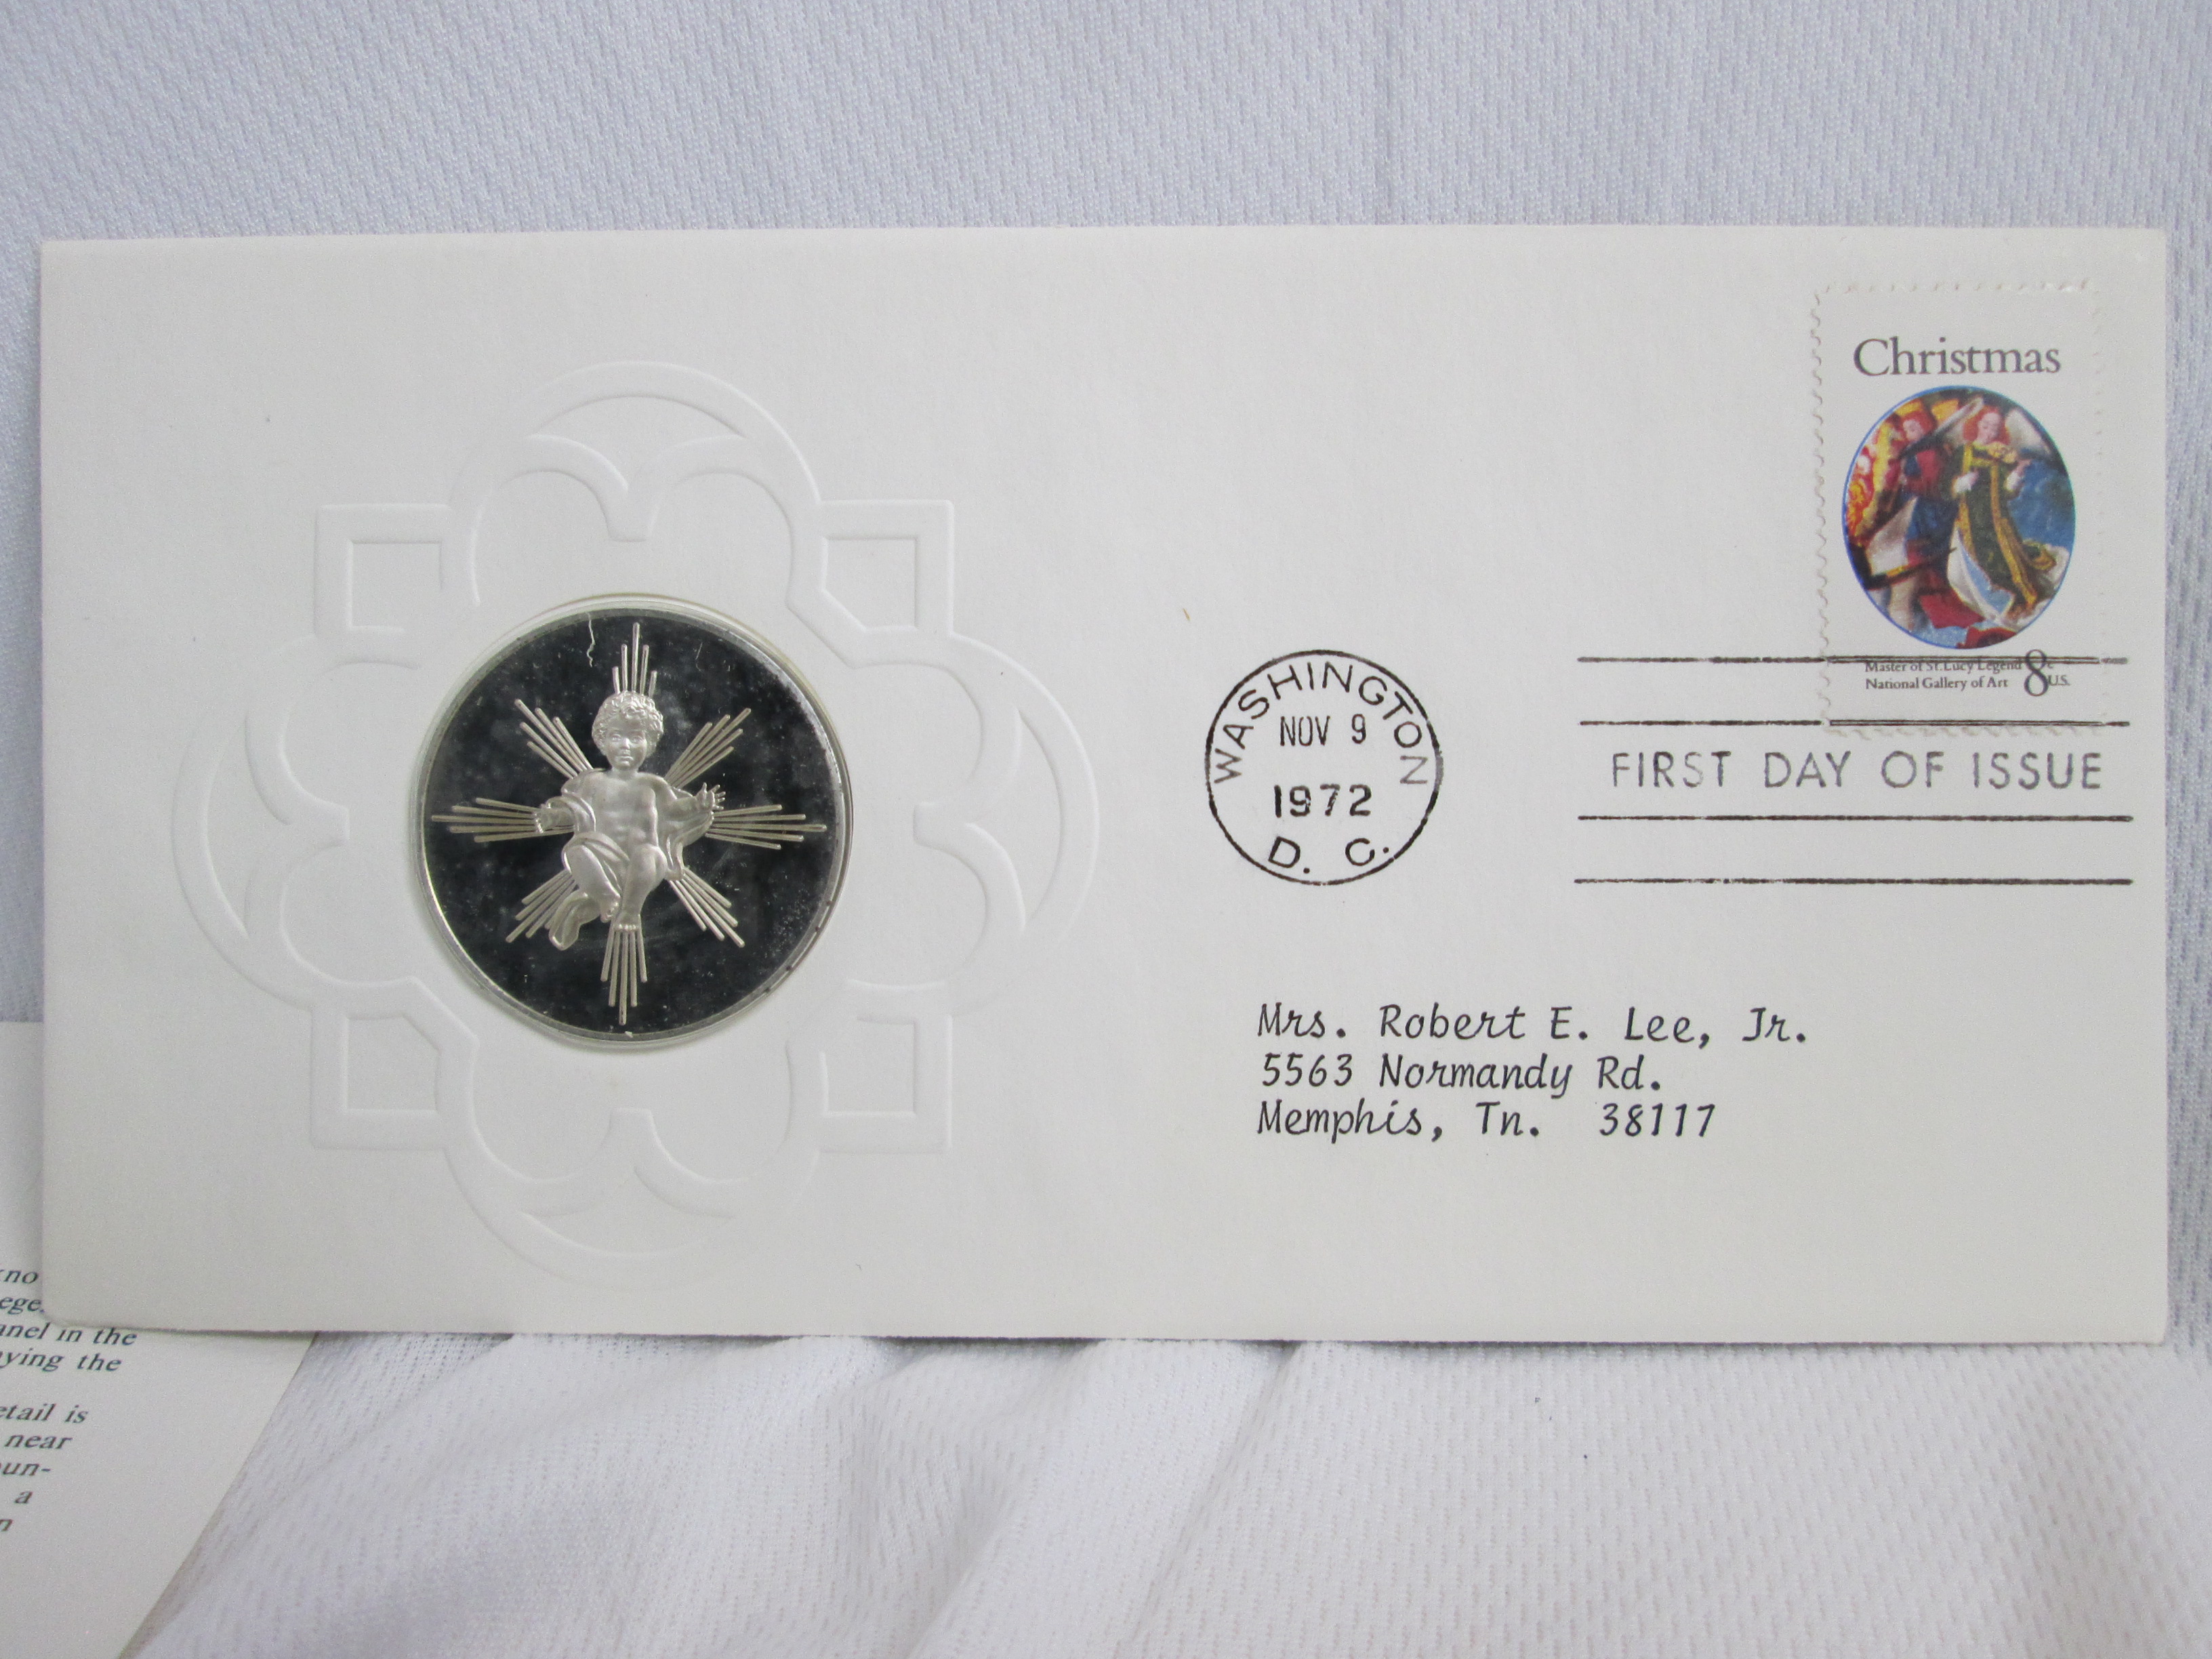 Christmas
Master of St. Lucy Legend 8c
National Gallery of Art U.S.
WASHINGTON
NOV 9
1972
D. C.
FIRST DAY OF ISSUE
Mrs. Robert E. Lee, Jr.
5563 Normandy Rd.
Memphis, Tn. 38117
in the
ying the
etail is
near
a